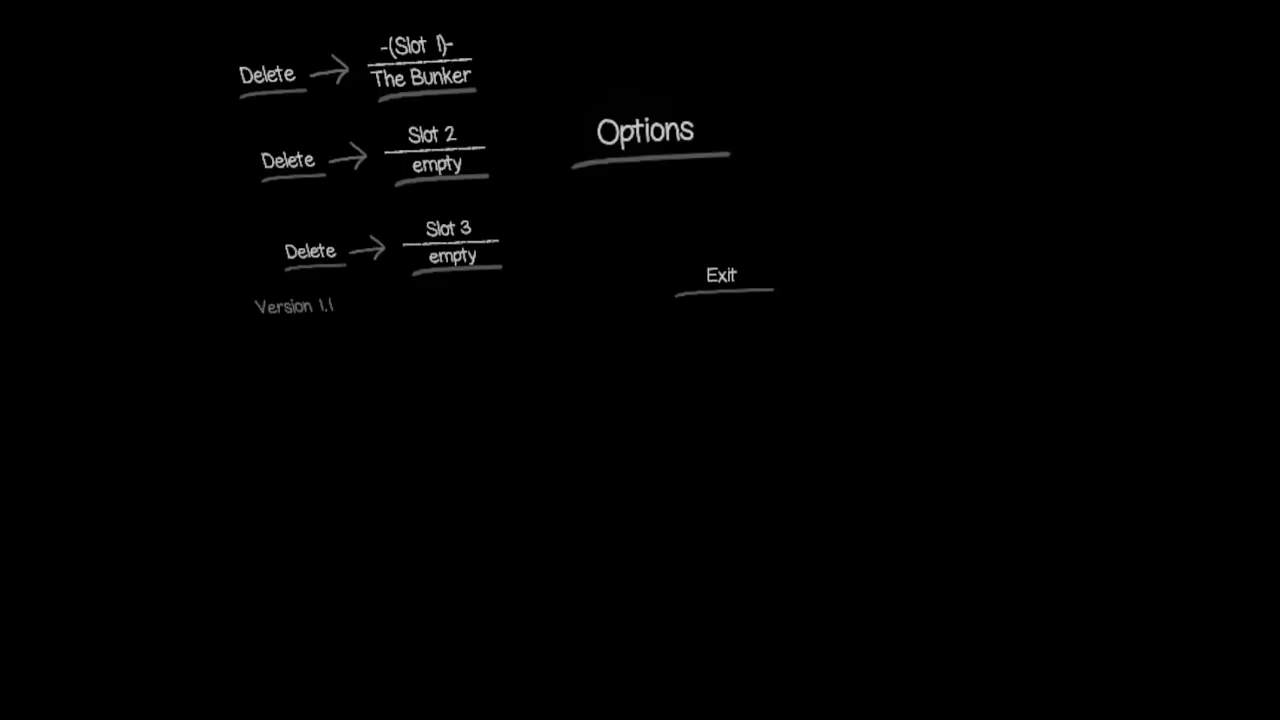 -(Slot 1)-
Delete
The Bunker
Options
Slot 2
Delete
empty
Slot 3
Delete
empty
Exit
Version 1.1